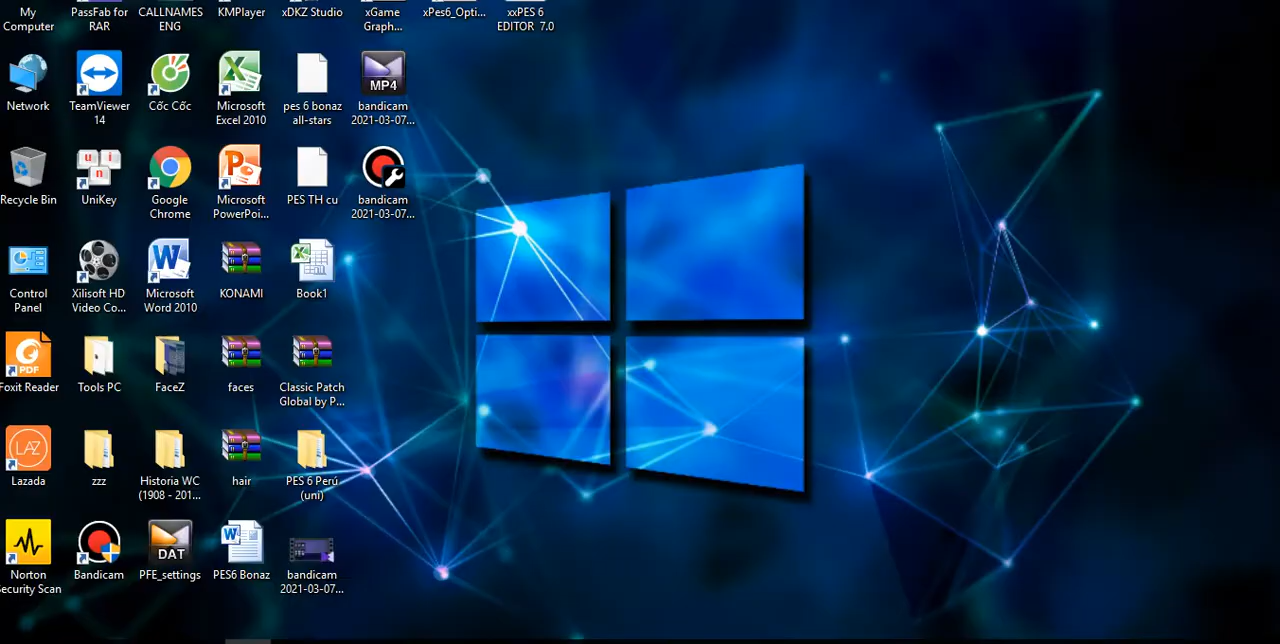 My
Computer
PassFab for
RAR
CALLNAMES
ENG
KMPlayer
xDKZ Studio
xGame
Graph...
xPes6_Opti...
xxPES 6
EDITOR 7.0
Network
TeamViewer
14
Cốc Cốc
Microsoft
Excel 2010
pes 6 bonaz
all-stars
MP4
bandicam
2021-03-07...
Recycle Bin
u i
n
UniKey
Google
Chrome
Microsoft
PowerPoi...
PES TH cu
bandicam
2021-03-07...
Control
Panel
Xilisoft HD
Video Co...
Microsoft
Word 2010
KONAMI
Book1
PDF
Foxit Reader
Tools PC
FaceZ
faces
Classic Patch
Global by P...
LAZ
Lazada
zzz
Historia WC
(1908 - 201...
hair
PES 6 Perú
(uni)
Norton
Security Scan
Bandicam
DAT
PFE_settings
PES6 Bonaz
bandicam
2021-03-07...